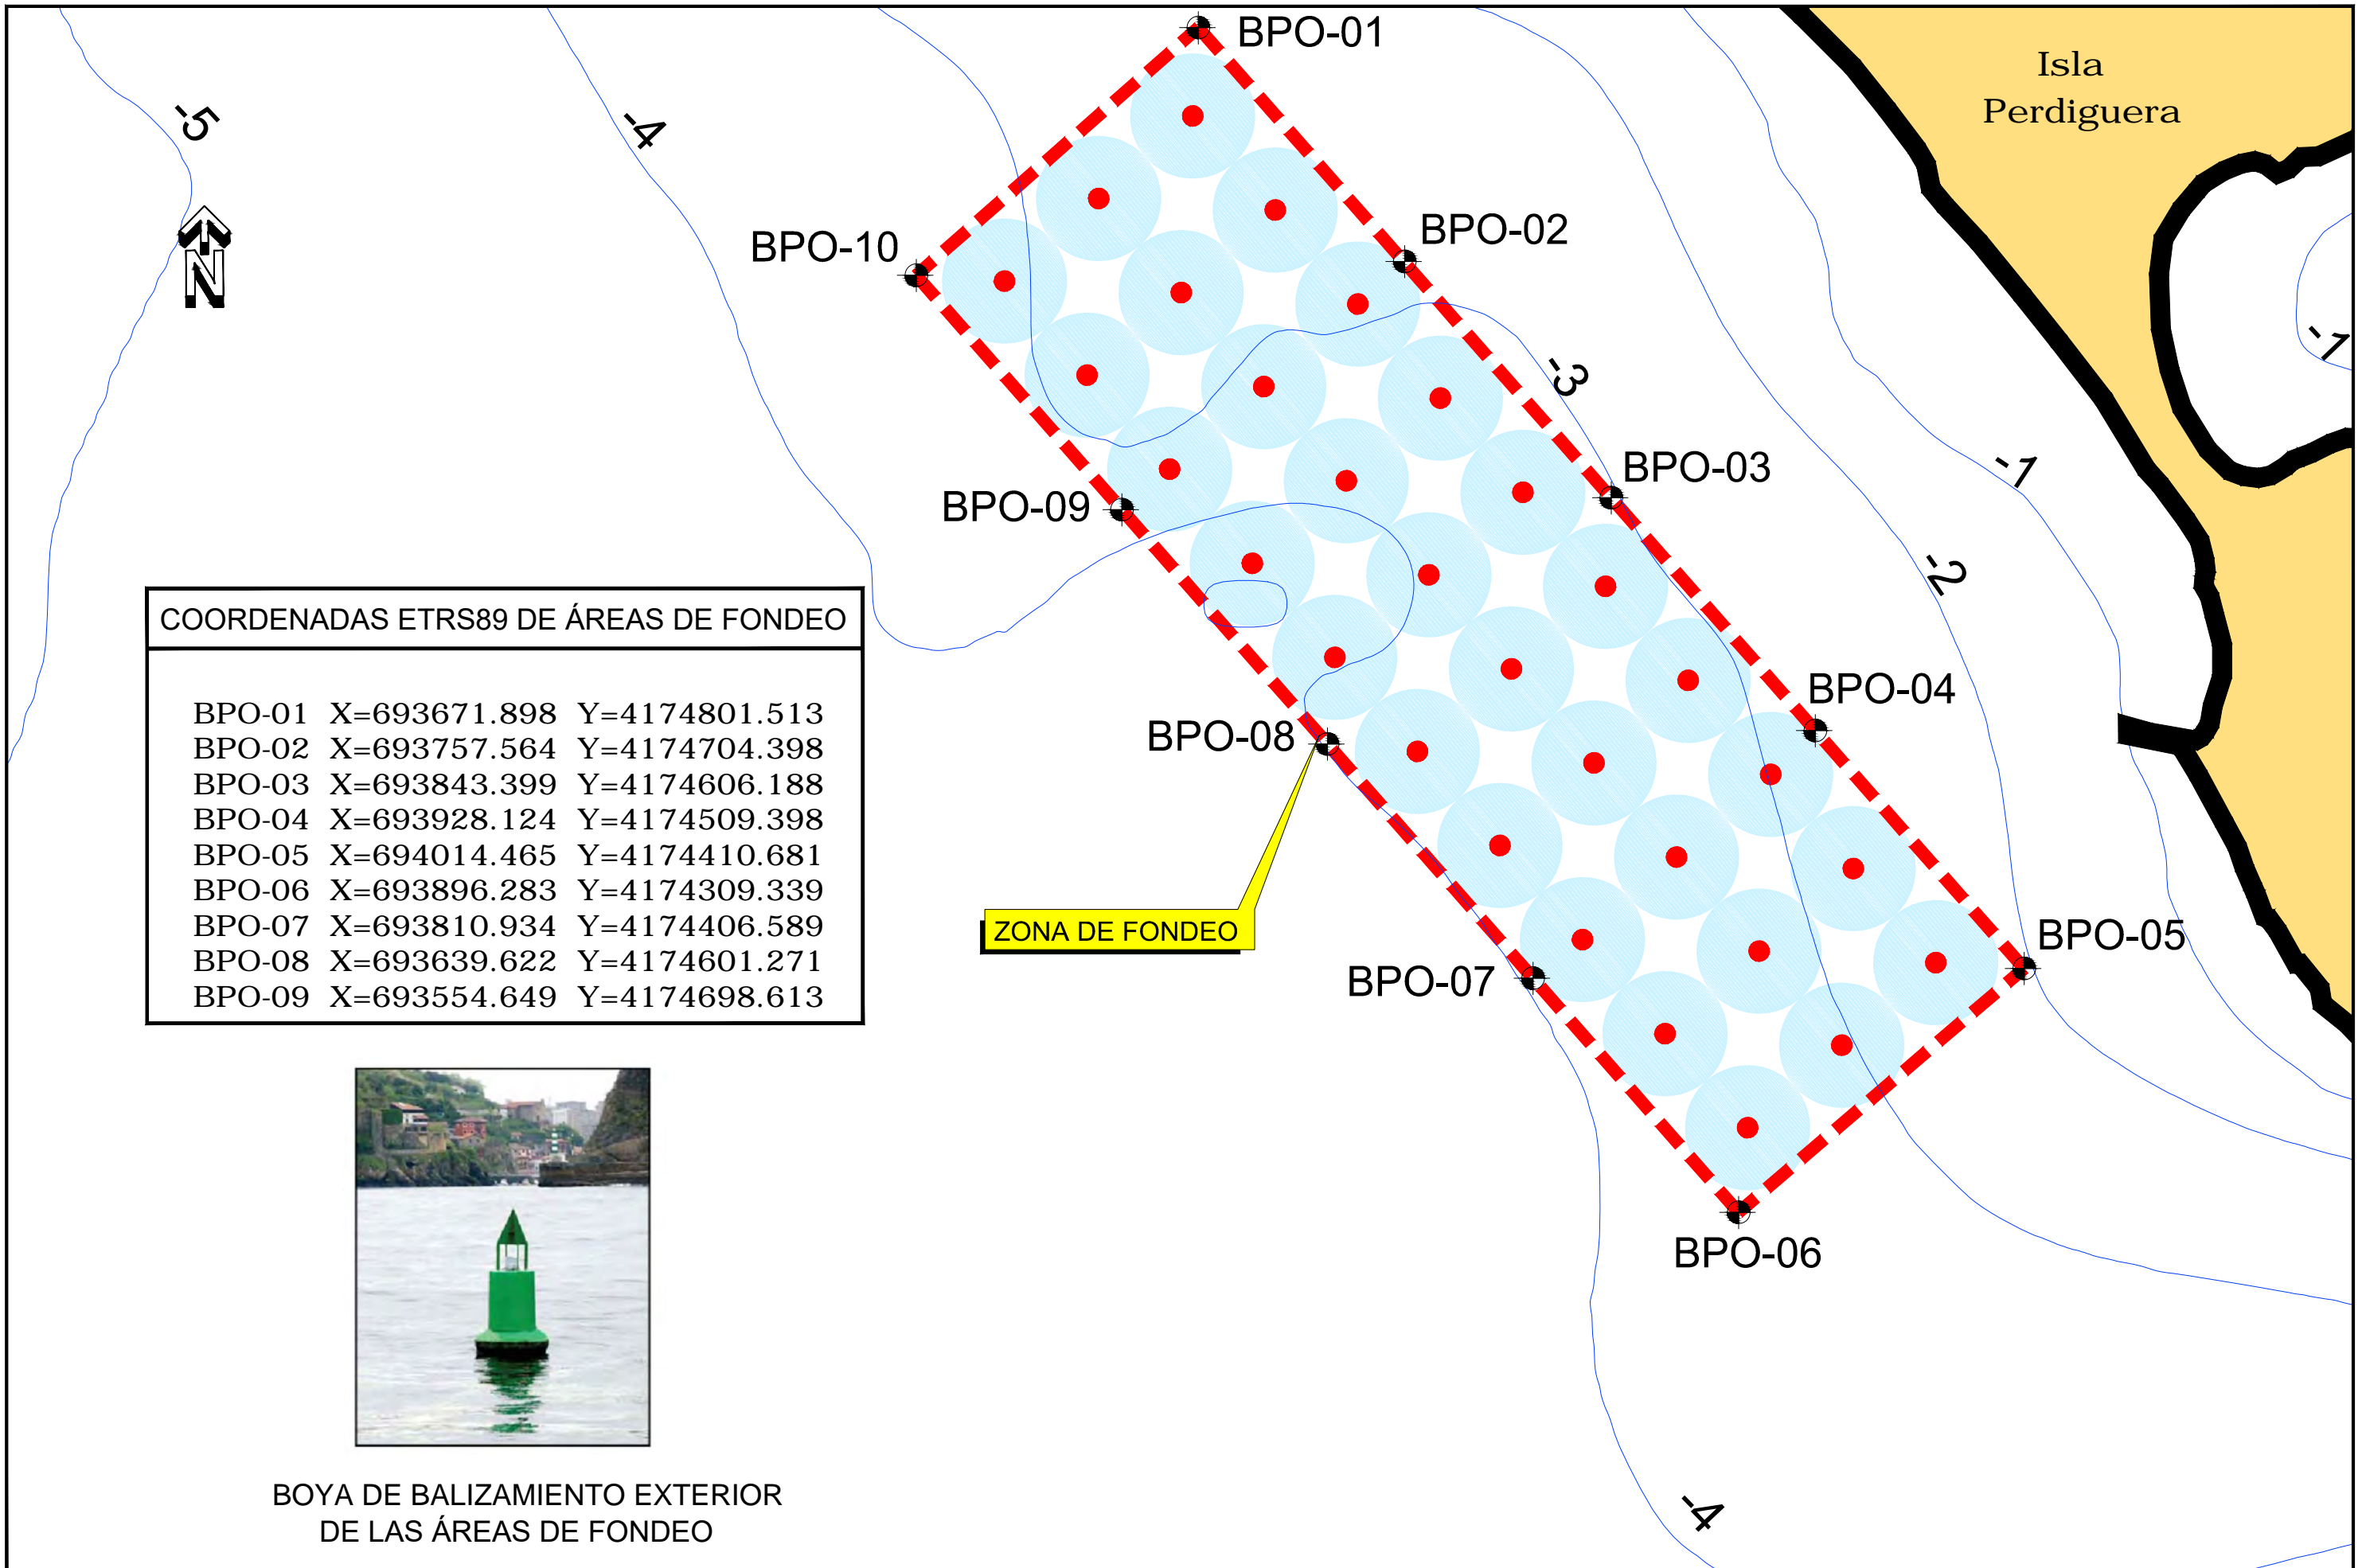 BPO-01
Isla
Perdiguera
-5
-4
BPO-02
BPO-10
N
-1
-3
BPO-03
-1
BPO-09
-2
COORDENADAS ETRS89 DE ÁREAS DE FONDEO
BPO-01 X=693671.898 Y=4174801.513
BPO-02 X=693757.564 Y=4174704.398
BPO-03 X=693843.399 Y=4174606.188
BPO-04 X=693928.124 Y=4174509.398
BPO-05 X=694014.465 Y=4174410.681
BPO-06 X=693896.283 Y=4174309.339
BPO-07 X=693810.934 Y=4174406.589
BPO-08 X=693639.622 Y=4174601.271
BPO-09 X=693554.649 Y=4174698.613
BPO-04
BPO-08
ZONA DE FONDEO
BPO-05
BPO-07
BPO-06
-4
BOYA DE BALIZAMIENTO EXTERIOR
DE LAS ÁREAS DE FONDEO